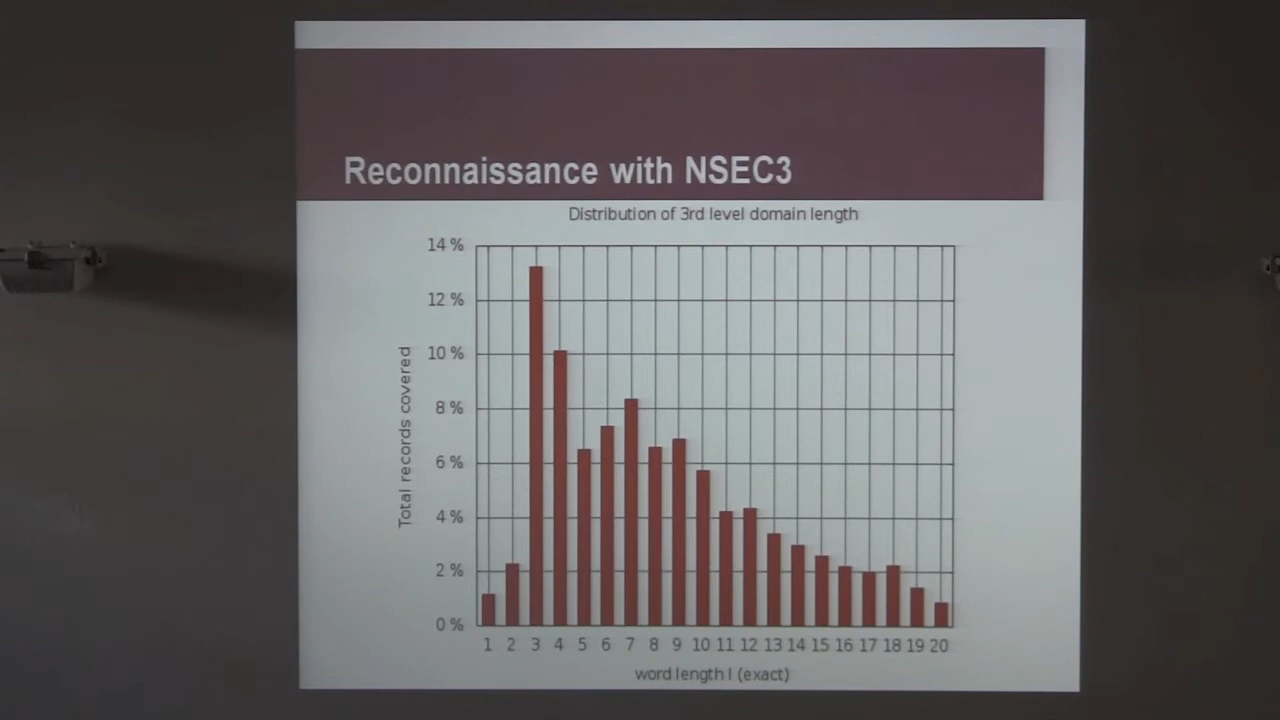 Reconnaissance with NSEC3
Distribution of 3rd level domain length
14 %
12 %
10 %
8 %
6 %
4 %
2 %
0 %
Total records covered
1 2 3 4 5 6 7 8 9 10 11 12 13 14 15 16 17 18 19 20
word length l (exact)